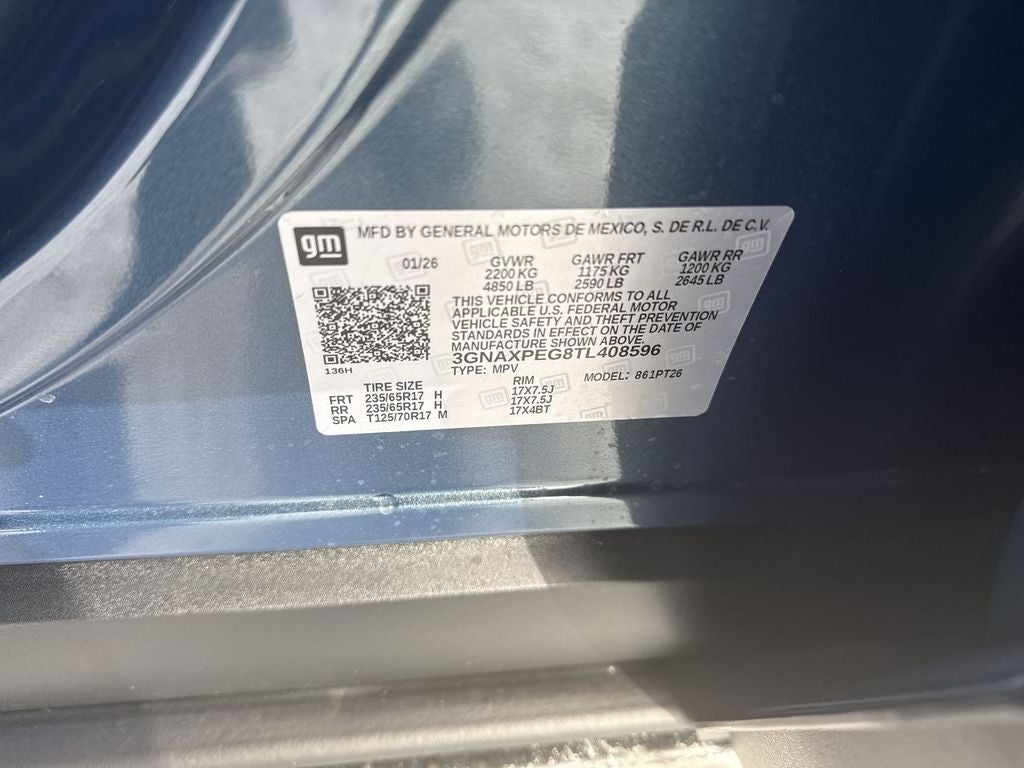 gm MFD BY GENERAL MOTORS DE MEXICO, S. DE R.L. DE C.V.
01/26 GVWR GAWR FRT GAWR RR
2200 KG 1175 KG 1200 KG
4850 LB 2590 LB 2645 LB
THIS VEHICLE CONFORMS TO ALL
APPLICABLE U.S. FEDERAL MOTOR
VEHICLE SAFETY AND THEFT PREVENTION
STANDARDS IN EFFECT ON THE DATE OF
MANUFACTURE SHOWN ABOVE.
3GNAXPEG8TL408596
136H TYPE: MPV MODEL: 861PT26
TIRE SIZE RIM
FRT 235/65R17 H 17X7.5J
RR 235/65R17 H 17X7.5J
SPA T125/70R17 M 17X4BT